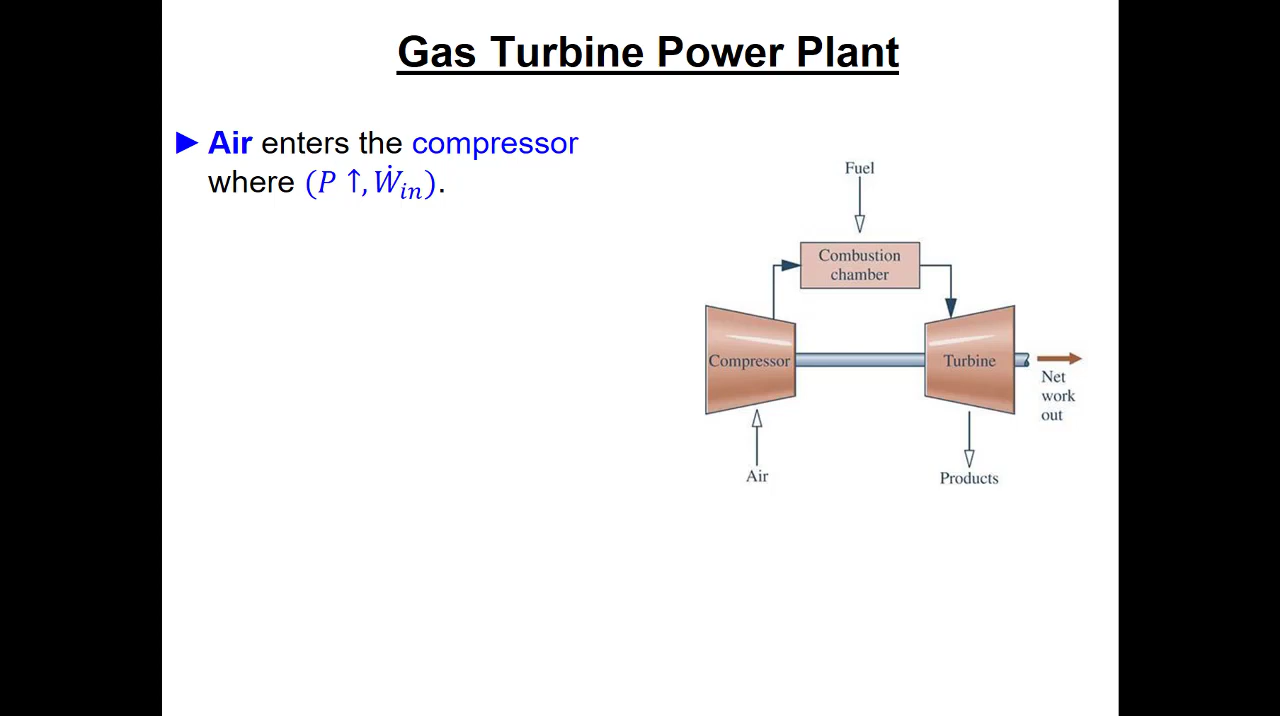 Gas Turbine Power Plant
► Air enters the compressor
where (P ↑, Ẇin).
Fuel
Combustion
chamber
Compressor
Turbine
Net
work
out
Air
Products